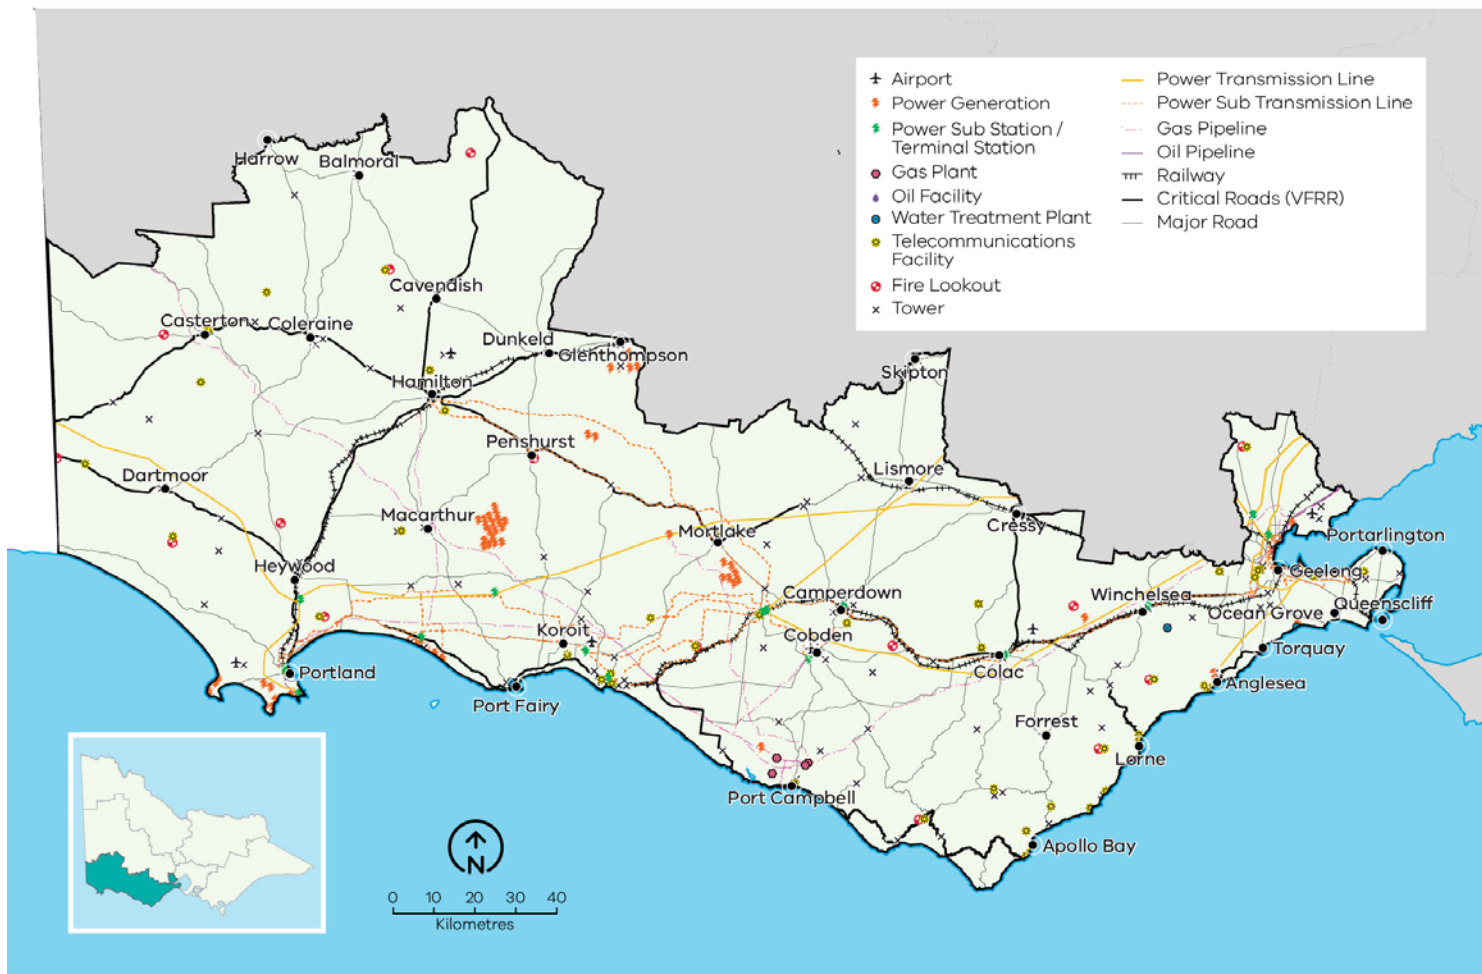 Airport
Power Generation
Power Sub Station /
Terminal Station
Gas Plant
Oil Facility
Water Treatment Plant
Telecommunications
Facility
Fire Lookout
Tower
Power Transmission Line
Power Sub Transmission Line
Gas Pipeline
Oil Pipeline
Railway
Critical Roads (VFRR)
Major Road
Harrow
Balmoral
Cavendish
Casterton
Coleraine
Dunkeld
Glenthompson
Skipton
Hamilton
Penshurst
Lismore
Dartmoor
Macarthur
Mortlake
Cressy
Portarlington
Heywood
Geelong
Camperdown
Winchelsea
Ocean Grove
Queenscliff
Koroit
Cobden
Torquay
Portland
Colac
Anglesea
Port Fairy
Forrest
Lorne
Port Campbell
Apollo Bay
N
0 10 20 30 40
Kilometres